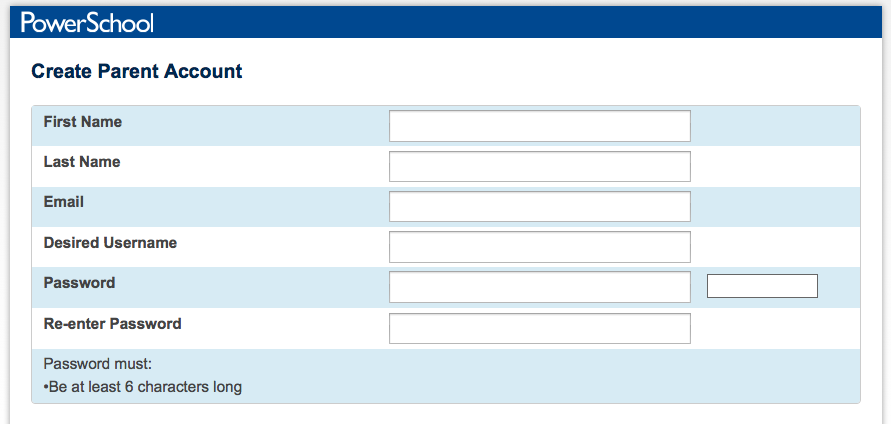 PowerSchool
Create Parent Account
First Name
Last Name
Email
Desired Username
Password
Re-enter Password
Password must:
•Be at least 6 characters long